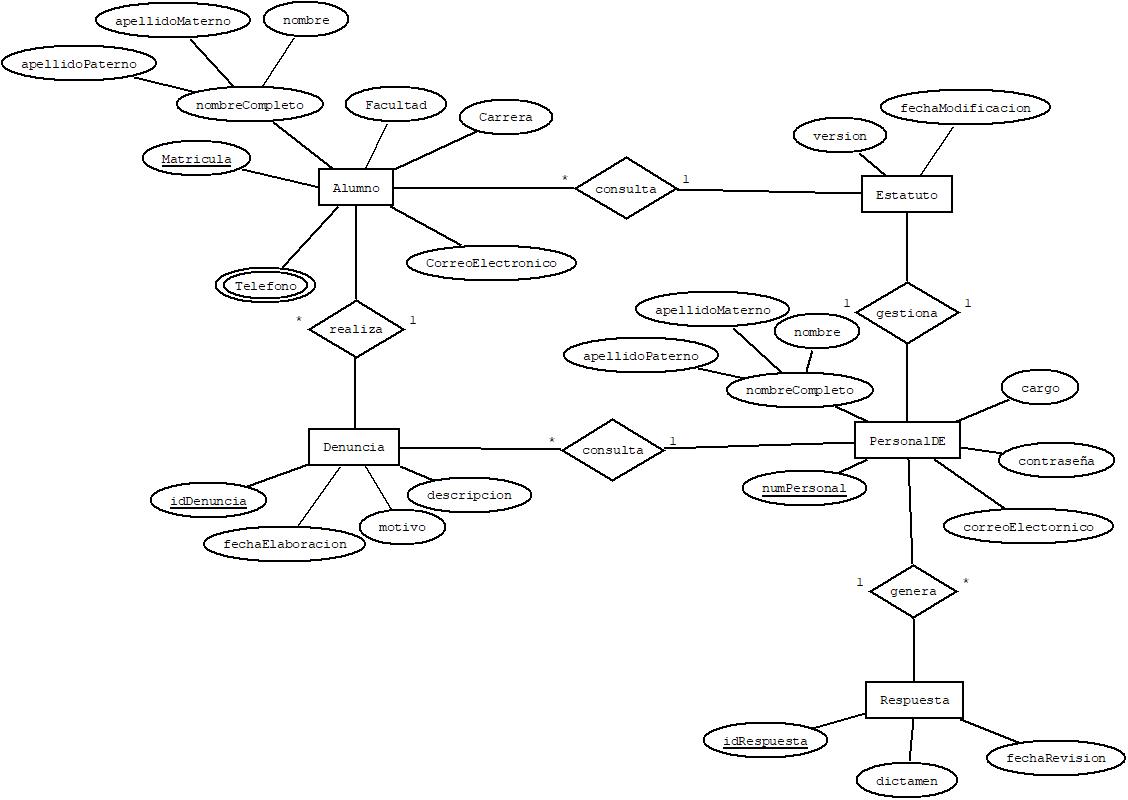 apellidoMaterno
nombre
apellidoPaterno
nombreCompleto
Facultad
Carrera
fechaModificacion
version
Matricula
Alumno
*
consulta
1
Estatuto
CorreoElectronico
Telefono
*
realiza
1
1
gestiona
1
apellidoMaterno
nombre
apellidoPaterno
nombreCompleto
cargo
Denuncia
*
consulta
1
PersonalDE
contraseña
numPersonal
idDenuncia
descripcion
motivo
fechaElaboracion
correoElectornico
1
genera
*
Respuesta
idRespuesta
fechaRevision
dictamen